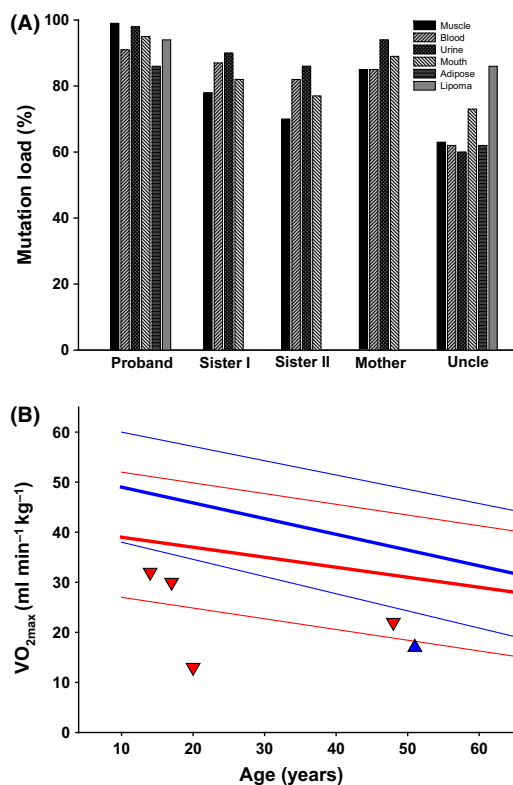 (A)
100
80
60
40
20
0
Mutation load (%)
Muscle
Blood
Urine
Mouth
Adipose
Lipoma
Proband Sister I Sister II Mother Uncle
(B)
60
50
40
30
20
10
0
VO2max (ml min⁻¹ kg⁻¹)
10 20 30 40 50 60
Age (years)